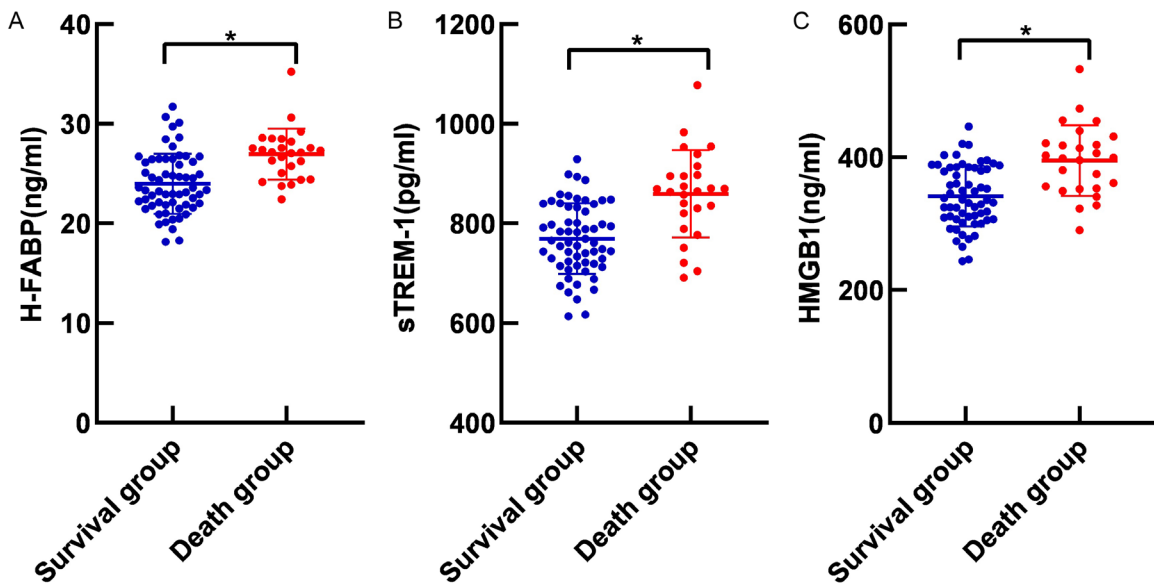 A
H-FABP(ng/ml)
40
30
20
10
0
*
Survival group
Death group
B
sTREM-1(pg/ml)
1200
1000
800
600
400
*
Survival group
Death group
C
HMGB1(ng/ml)
600
400
200
0
*
Survival group
Death group